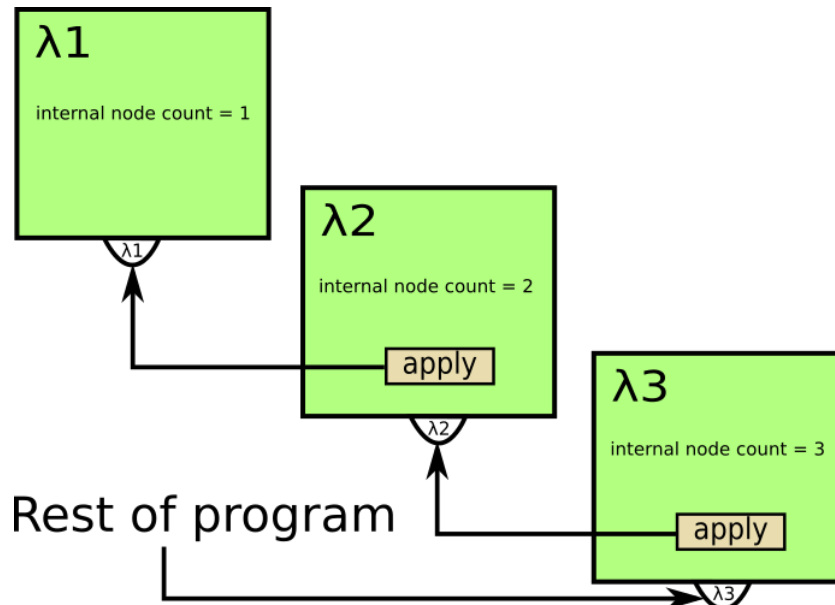 λ1
internal node count = 1
λ1
λ2
internal node count = 2
apply
λ2
λ3
internal node count = 3
apply
λ3
Rest of program